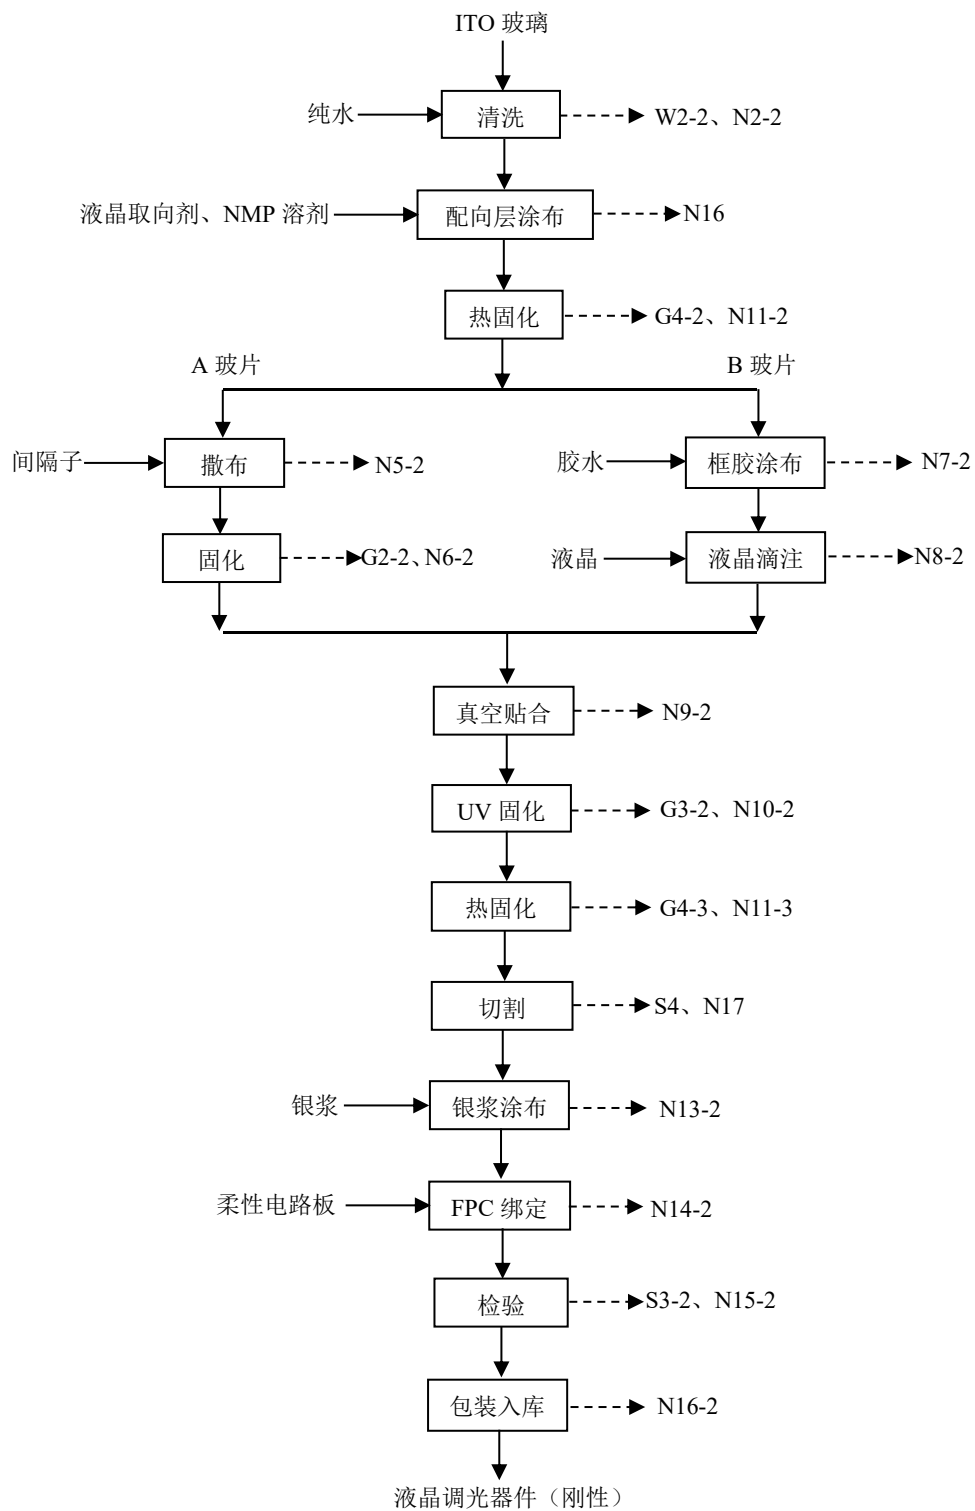 ITO 玻璃
纯水
清洗
W2-2、N2-2
液晶取向剂、NMP 溶剂
配向层涂布
N16
热固化
G4-2、N11-2
A 玻片
B 玻片
间隔子
撒布
N5-2
胶水
框胶涂布
N7-2
固化
G2-2、N6-2
液晶
液晶滴注
N8-2
真空贴合
N9-2
UV 固化
G3-2、N10-2
热固化
G4-3、N11-3
切割
S4、N17
银浆
银浆涂布
N13-2
柔性电路板
FPC 绑定
N14-2
检验
S3-2、N15-2
包装入库
N16-2
液晶调光器件（刚性）